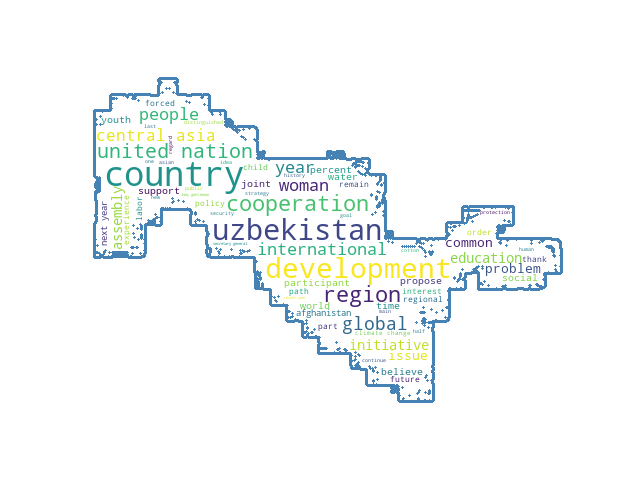 forced
people
youth
distinguished
last
central asia
regard
united nation
one
asian
idea
child
year
percent
history
water
country
joint
woman
remain
support
strategy
new
policy
cooperation
goal
labor
security
assembly
experience
next year
uzbekistan
secretary general
international
cotton
common
order
protection
human
education
thank
development
problem
social
participant
propose
path
region
interest
regional
world
time
afghanistan
main
part
global
climate change
half
initiative
issue
continue
believe
future